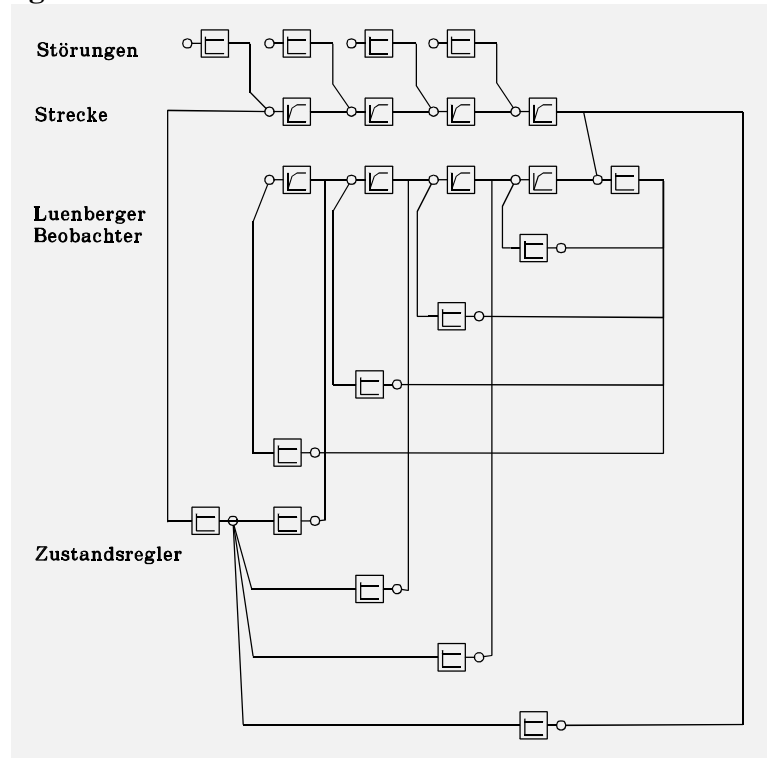 Störungen
Strecke
Luenberger
Beobachter
Zustandsregler